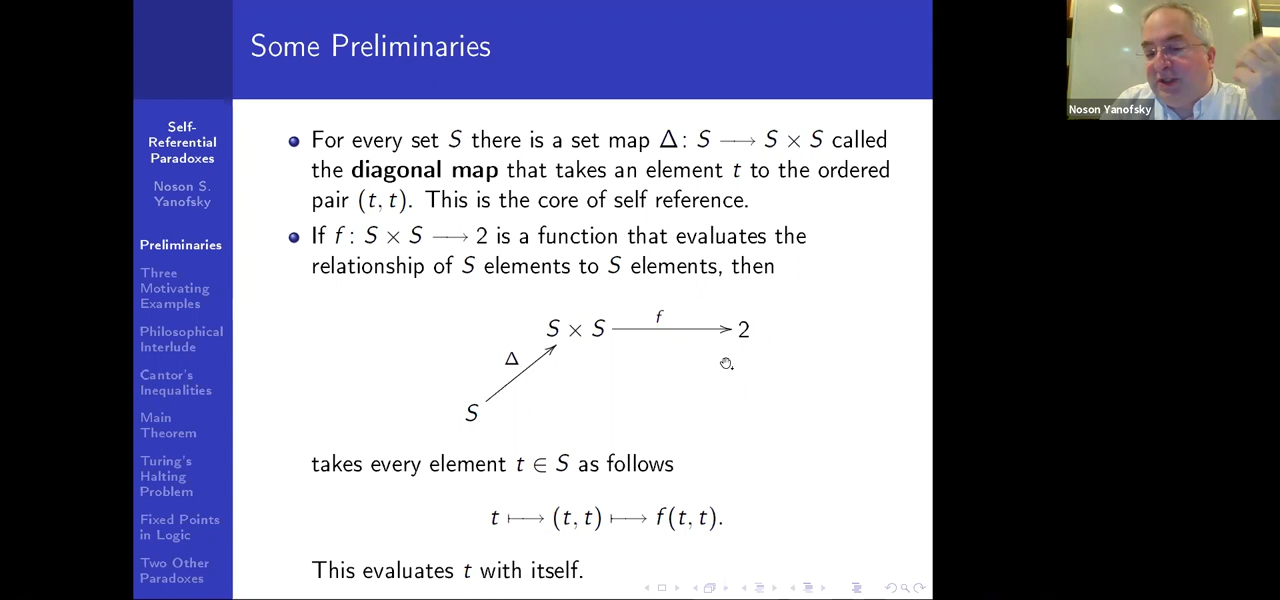 Some Preliminaries
Noson Yanofsky
Self-
Referential
Paradoxes
Noson S.
Yanofsky
Preliminaries
Three
Motivating
Examples
Philosophical
Interlude
Cantor's
Inequalities
Main
Theorem
Turing's
Halting
Problem
Fixed Points
in Logic
Two Other
Paradoxes
For every set S there is a set map Δ: S ⟶ S × S called
the diagonal map that takes an element t to the ordered
pair (t, t). This is the core of self reference.
If f: S × S ⟶ 2 is a function that evaluates the
relationship of S elements to S elements, then
f
S × S ⟶ 2
Δ
S
takes every element t ∈ S as follows
t ⟼ (t, t) ⟼ f(t, t).
This evaluates t with itself.